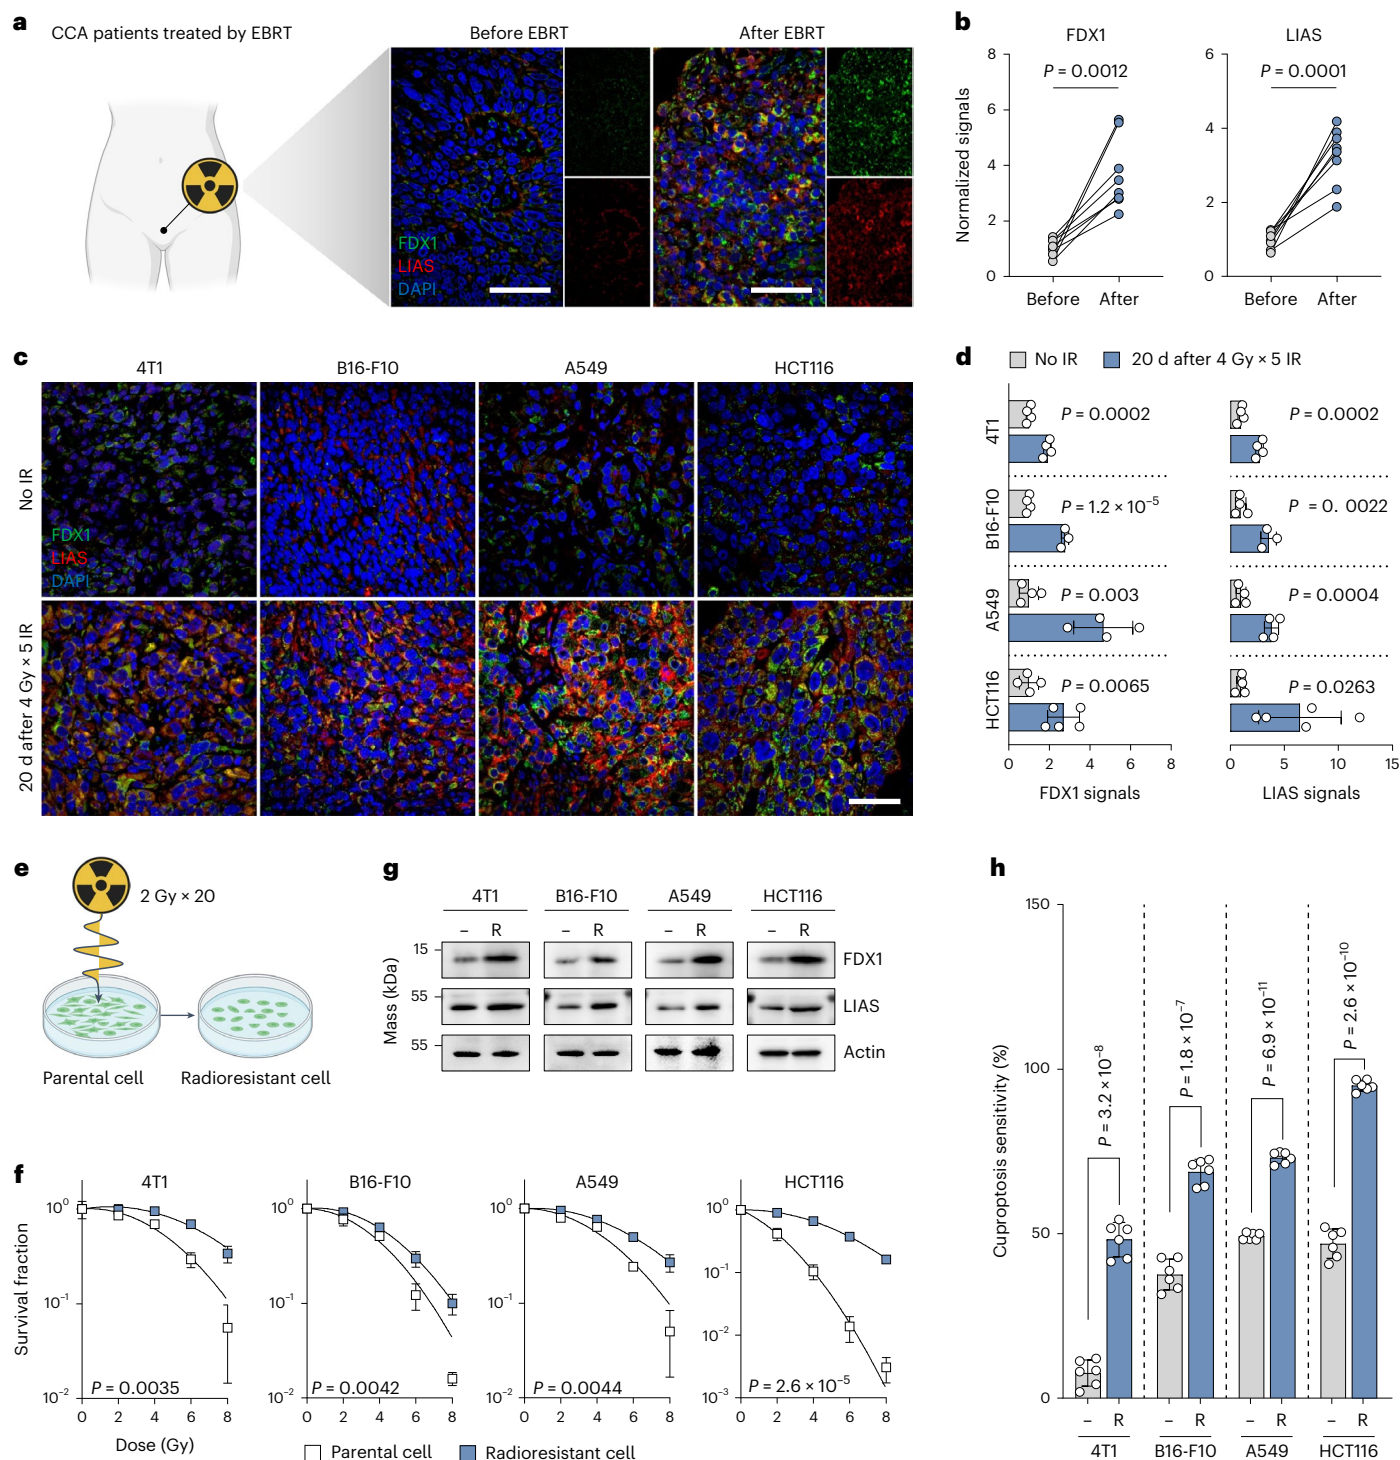 a
CCA patients treated by EBRT
Before EBRT
After EBRT
FDX1
LIAS
DAPI
b
FDX1
LIAS
8
6
4
2
0
Normalized signals
P = 0.0012
Before
After
6
4
2
0
P = 0.0001
Before
After
c
4T1
B16-F10
A549
HCT116
No IR
FDX1
LIAS
DAPI
20 d after 4 Gy × 5 IR
d
No IR
20 d after 4 Gy × 5 IR
4T1
P = 0.0002
P = 0.0002
B16-F10
P = 1.2 × 10⁻⁵
P = 0. 0022
A549
P = 0.003
P = 0.0004
HCT116
P = 0.0065
P = 0.0263
0 2 4 6 8
0 5 10 15
FDX1 signals
LIAS signals
e
2 Gy × 20
Parental cell
Radioresistant cell
g
4T1
B16-F10
A549
HCT116
– R – R – R – R
Mass (kDa)
15
FDX1
55
LIAS
55
Actin
h
Cuproptosis sensitivity (%)
150
100
50
0
P = 3.2 × 10⁻⁸
P = 1.8 × 10⁻⁷
P = 6.9 × 10⁻¹¹
P = 2.6 × 10⁻¹⁰
– R – R – R – R
4T1
B16-F10
A549
HCT116
f
4T1
B16-F10
A549
HCT116
Survival fraction
10⁰
10⁻¹
10⁻²
P = 0.0035
0 2 4 6 8
10⁰
10⁻¹
10⁻²
P = 0.0042
0 2 4 6 8
10⁰
10⁻¹
10⁻²
P = 0.0044
0 2 4 6 8
10⁰
10⁻¹
10⁻²
10⁻³
P = 2.6 × 10⁻⁵
0 2 4 6 8
Dose (Gy)
Parental cell
Radioresistant cell